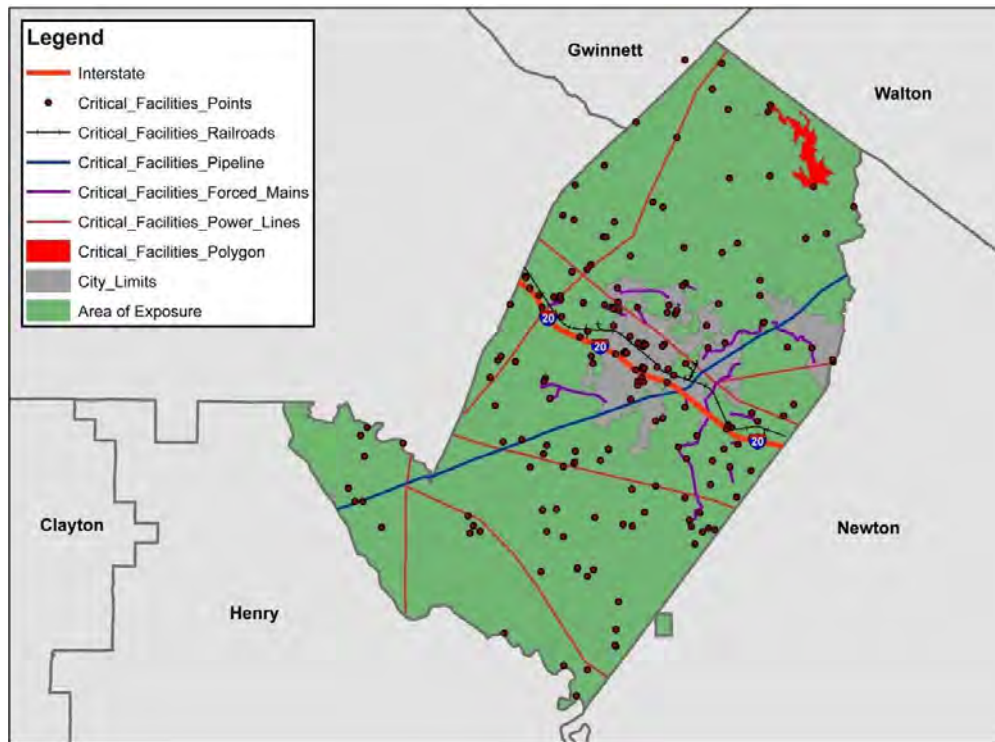 Legend
Interstate
Critical_Facilities_Points
Critical_Facilities_Railroads
Critical_Facilities_Pipeline
Critical_Facilities_Forced_Mains
Critical_Facilities_Power_Lines
Critical_Facilities_Polygon
City_Limits
Area of Exposure
Gwinnett
Walton
20
20
20
Clayton
Newton
Henry